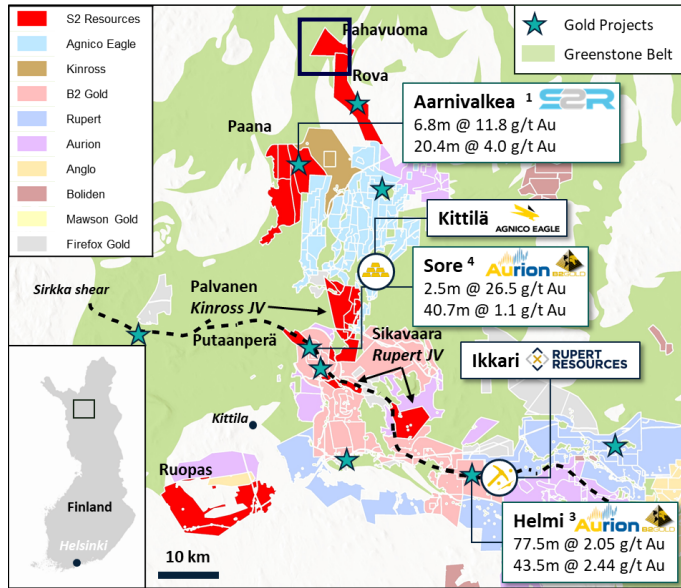 S2 Resources
Agnico Eagle
Kinross
B2 Gold
Rupert
Aurion
Anglo
Boliden
Mawson Gold
Firefox Gold
Gold Projects
Greenstone Belt
Pahavuoma
Rova
Paana
Aarnivalkea 1 S2R
6.8m @ 11.8 g/t Au
20.4m @ 4.0 g/t Au
Kittilä AGNICO EAGLE
Sore 4 Aurion B2GOLD
2.5m @ 26.5 g/t Au
40.7m @ 1.1 g/t Au
Sirkka shear
Palvanen
Kinross JV
Putaanperä
Sikavaara
Rupert JV
Ikkari RUPERT
RESOURCES
Kittila
Ruopas
Finland
Helsinki
10 km
Helmi 3 Aurion B2GOLD
77.5m @ 2.05 g/t Au
43.5m @ 2.44 g/t Au